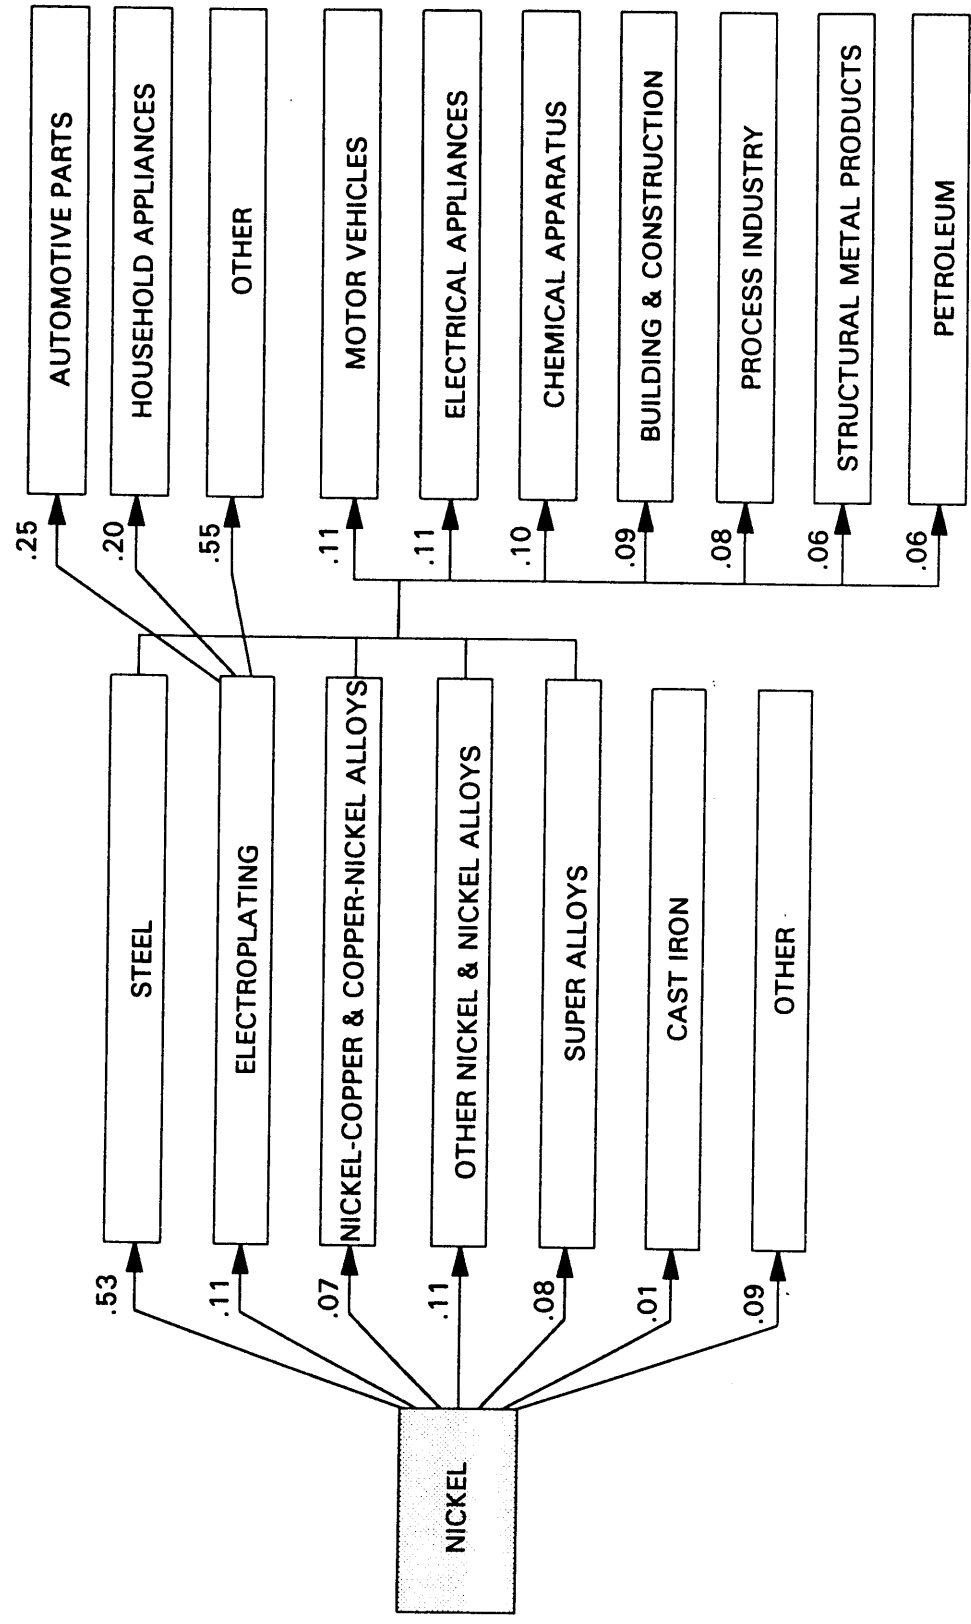 NICKEL
.53
STEEL
.11
ELECTROPLATING
.07
NICKEL-COPPER & COPPER-NICKEL ALLOYS
.11
OTHER NICKEL & NICKEL ALLOYS
.08
SUPER ALLOYS
.01
CAST IRON
.09
OTHER
.25
AUTOMOTIVE PARTS
.20
HOUSEHOLD APPLIANCES
.55
OTHER
.11
MOTOR VEHICLES
.11
ELECTRICAL APPLIANCES
.10
CHEMICAL APPARATUS
.09
BUILDING & CONSTRUCTION
.08
PROCESS INDUSTRY
.06
STRUCTURAL METAL PRODUCTS
.06
PETROLEUM